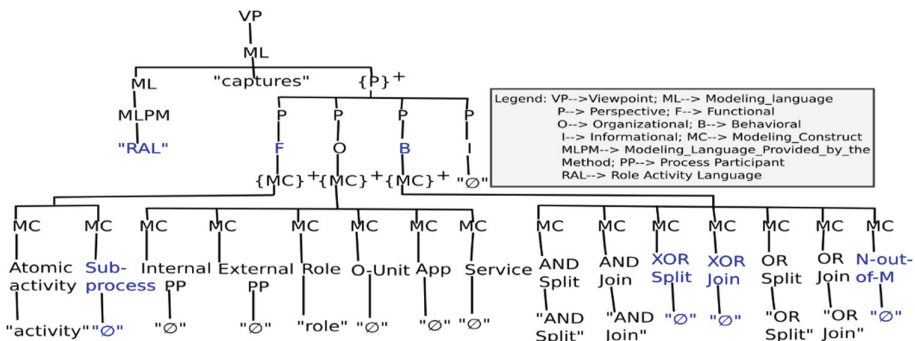 VP
ML
ML "captures" {P}+
MLPM P P P P
"RAL" F O B I
{MC}+ {MC}+ {MC}+ "∅"
Legend: VP-->Viewpoint; ML--> Modeling_language
P--> Perspective; F--> Functional
O--> Organizational; B--> Behavioral
I--> Informational; MC--> Modeling_Construct
MLPM--> Modeling_Language_Provided_by_the
Method; PP--> Process Participant
RAL--> Role Activity Language
MC MC MC MC MC MC MC MC MC MC MC MC MC MC MC
Atomic Sub- Internal External Role O-Unit App Service AND AND XOR XOR OR OR N-out-
activity process PP PP Split Join Split Join Split Join of-M
"activity" "∅" "∅" "∅" "role" "∅" "∅" "∅" "AND "AND "∅" "∅" "OR "OR "∅"
Split" Join" Split" Join"